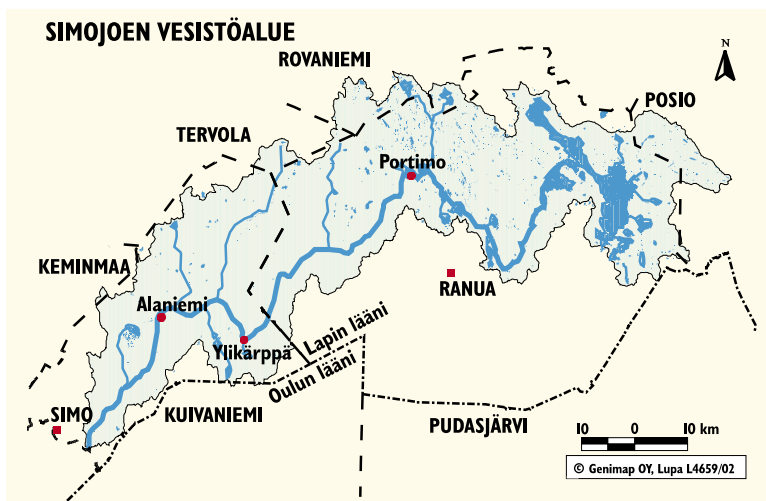 SIMOJOEN VESISTÖALUE
N
ROVANIEMI
POSIO
TERVOLA
Portimo
KEMINMAA
RANUA
Alaniemi
Ylikärppä
Lapin lääni
Oulun lääni
SIMO
KUIVANIEMI
PUDASJÄRVI
10 0 10 km
© Genimap OY, Lupa L4659/02